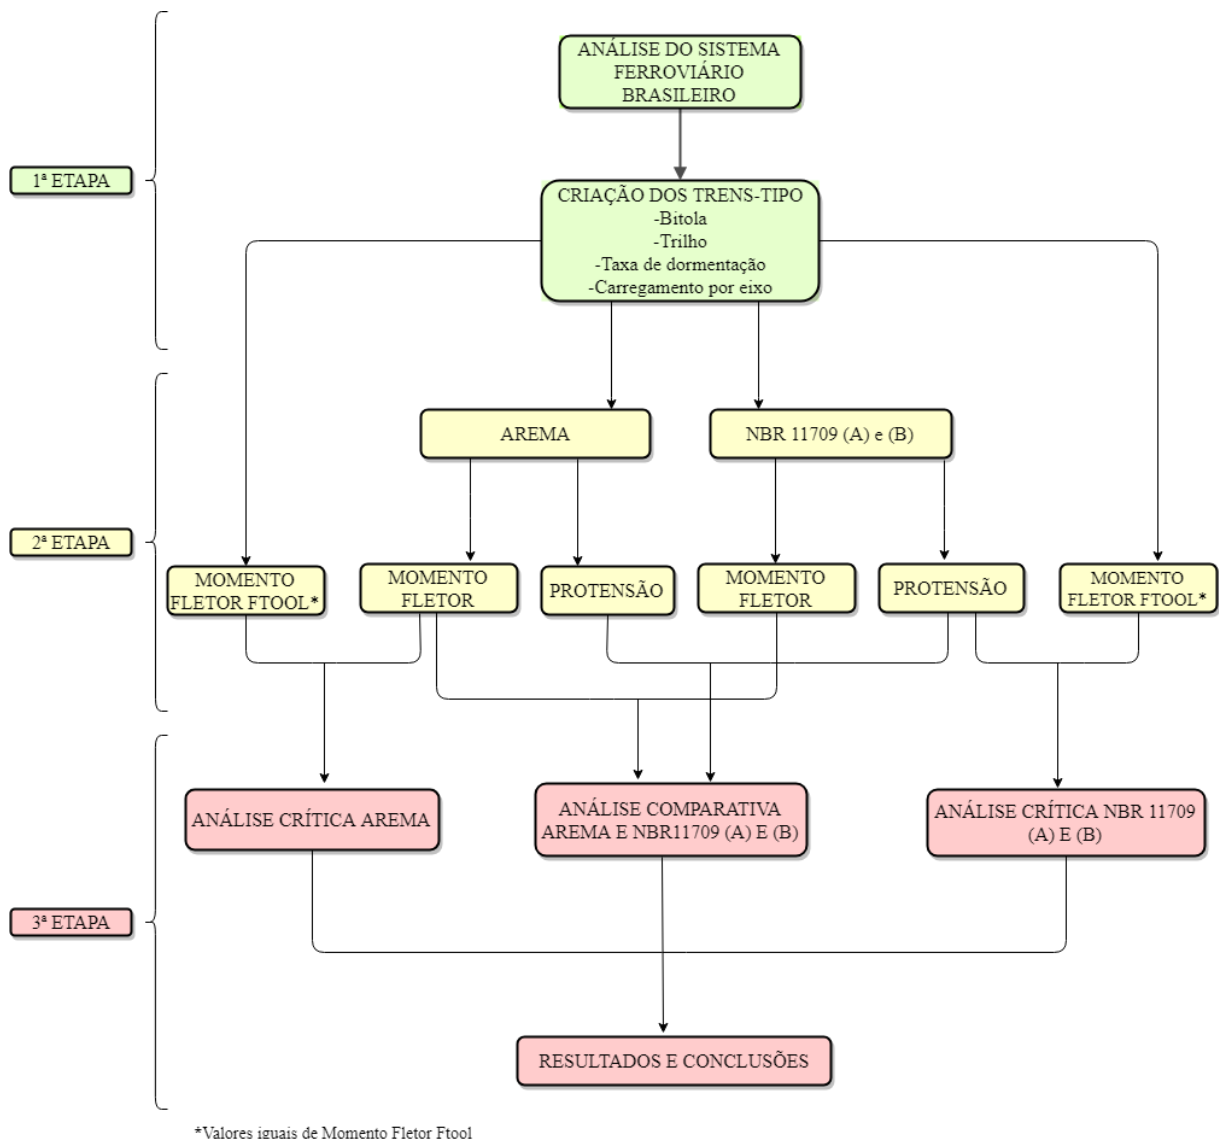 ANÁLISE DO SISTEMA
FERROVIÁRIO
BRASILEIRO
1ª ETAPA
CRIAÇÃO DOS TRENS-TIPO
-Bitola
-Trilho
-Taxa de dormentação
-Carregamento por eixo
AREMA
NBR 11709 (A) e (B)
2ª ETAPA
MOMENTO
FLETOR FTOOL*
MOMENTO
FLETOR
PROTENSÃO
MOMENTO
FLETOR
PROTENSÃO
MOMENTO
FLETOR FTOOL*
ANÁLISE CRÍTICA AREMA
ANÁLISE COMPARATIVA
AREMA E NBR11709 (A) E (B)
ANÁLISE CRÍTICA NBR 11709
(A) E (B)
3ª ETAPA
RESULTADOS E CONCLUSÕES
*Valores iguais de Momento Fletor Ftool